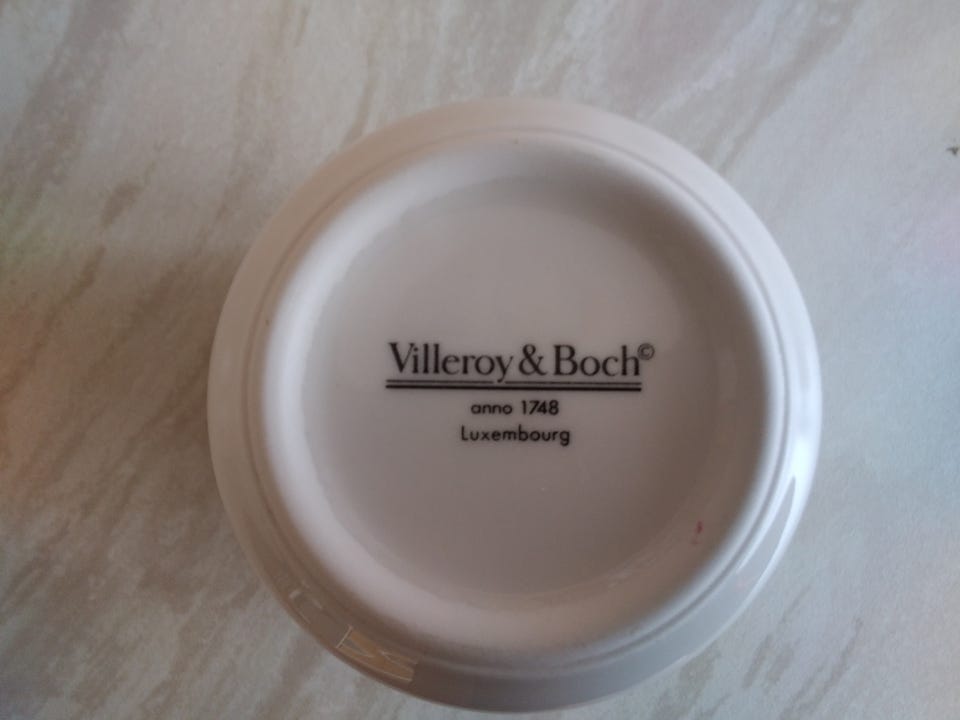 Villeroy & Boch©
anno 1748
Luxembourg